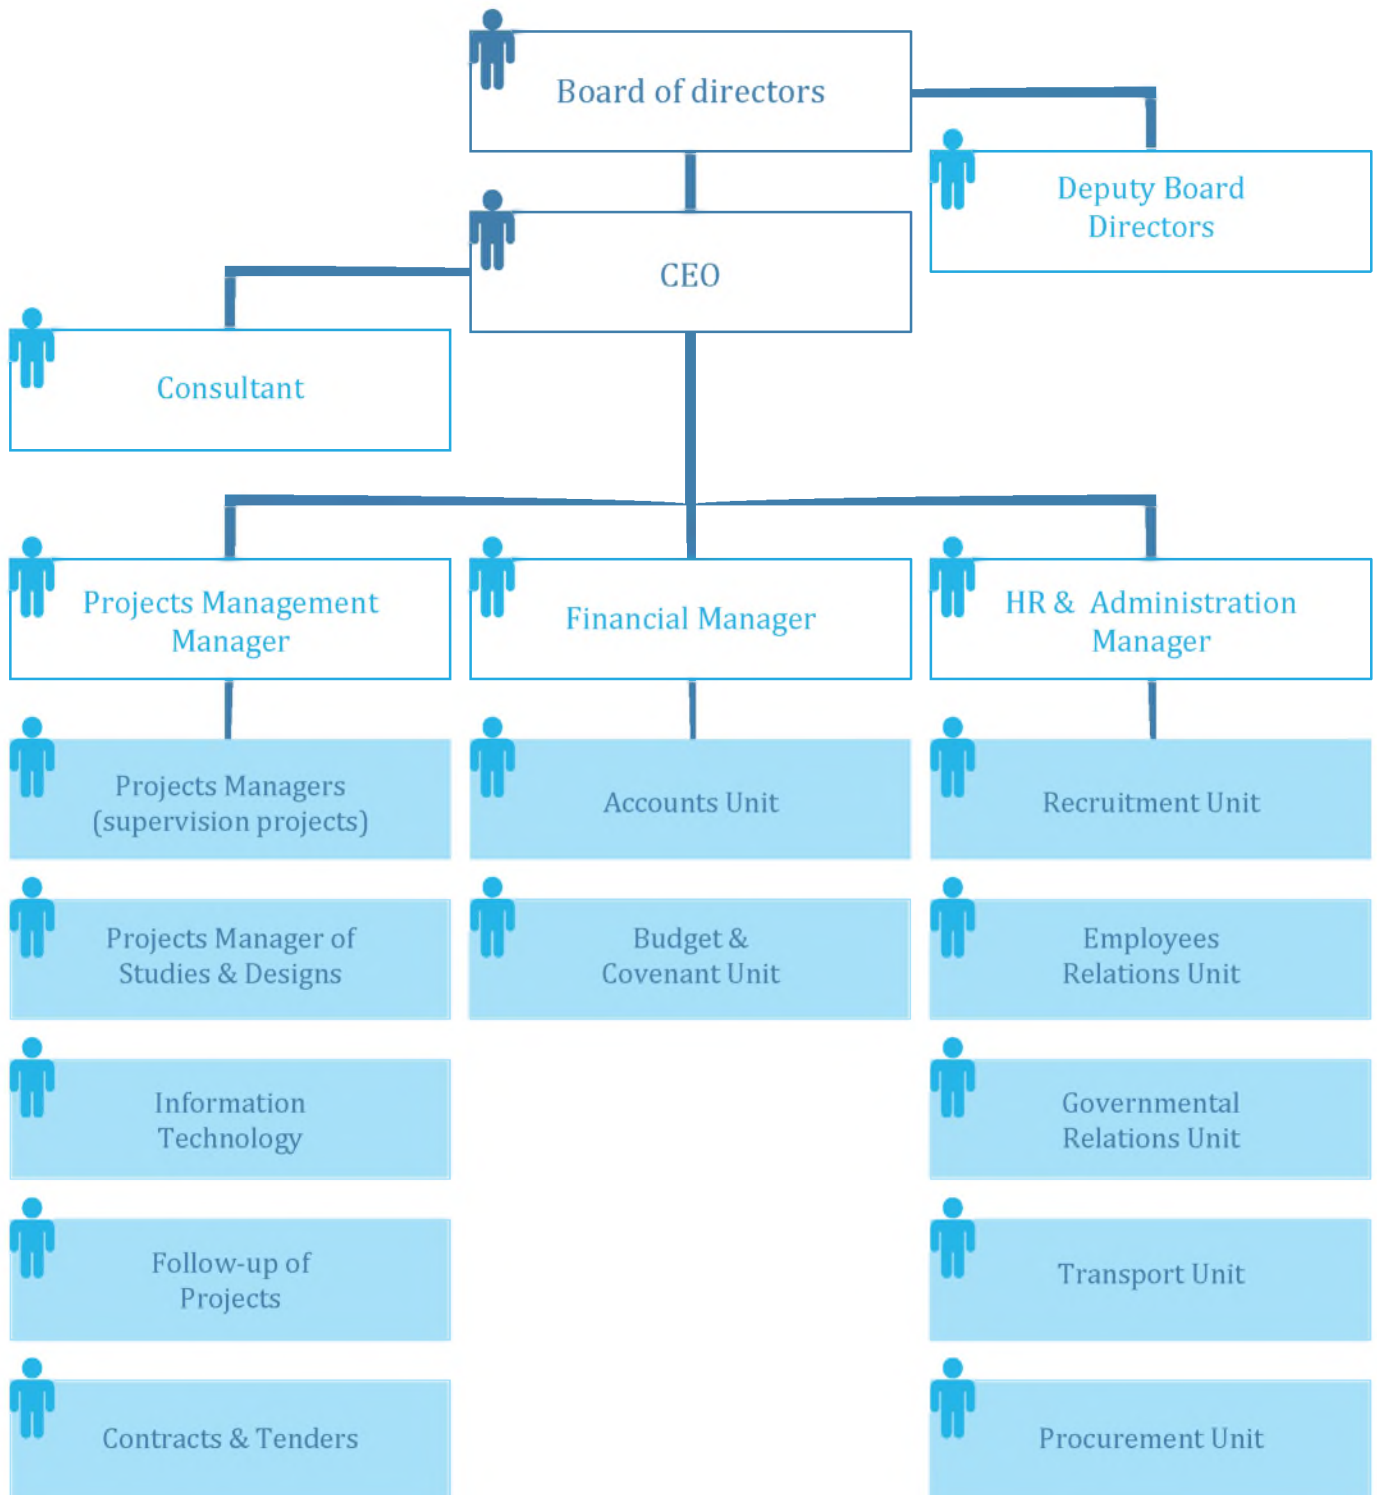 Board of directors
Deputy Board
Directors
CEO
Consultant
Projects Management
Manager
Financial Manager
HR & Administration
Manager
Projects Managers
(supervision projects)
Accounts Unit
Recruitment Unit
Projects Manager of
Studies & Designs
Budget &
Covenant Unit
Employees
Relations Unit
Information
Technology
Governmental
Relations Unit
Follow-up of
Projects
Transport Unit
Contracts & Tenders
Procurement Unit